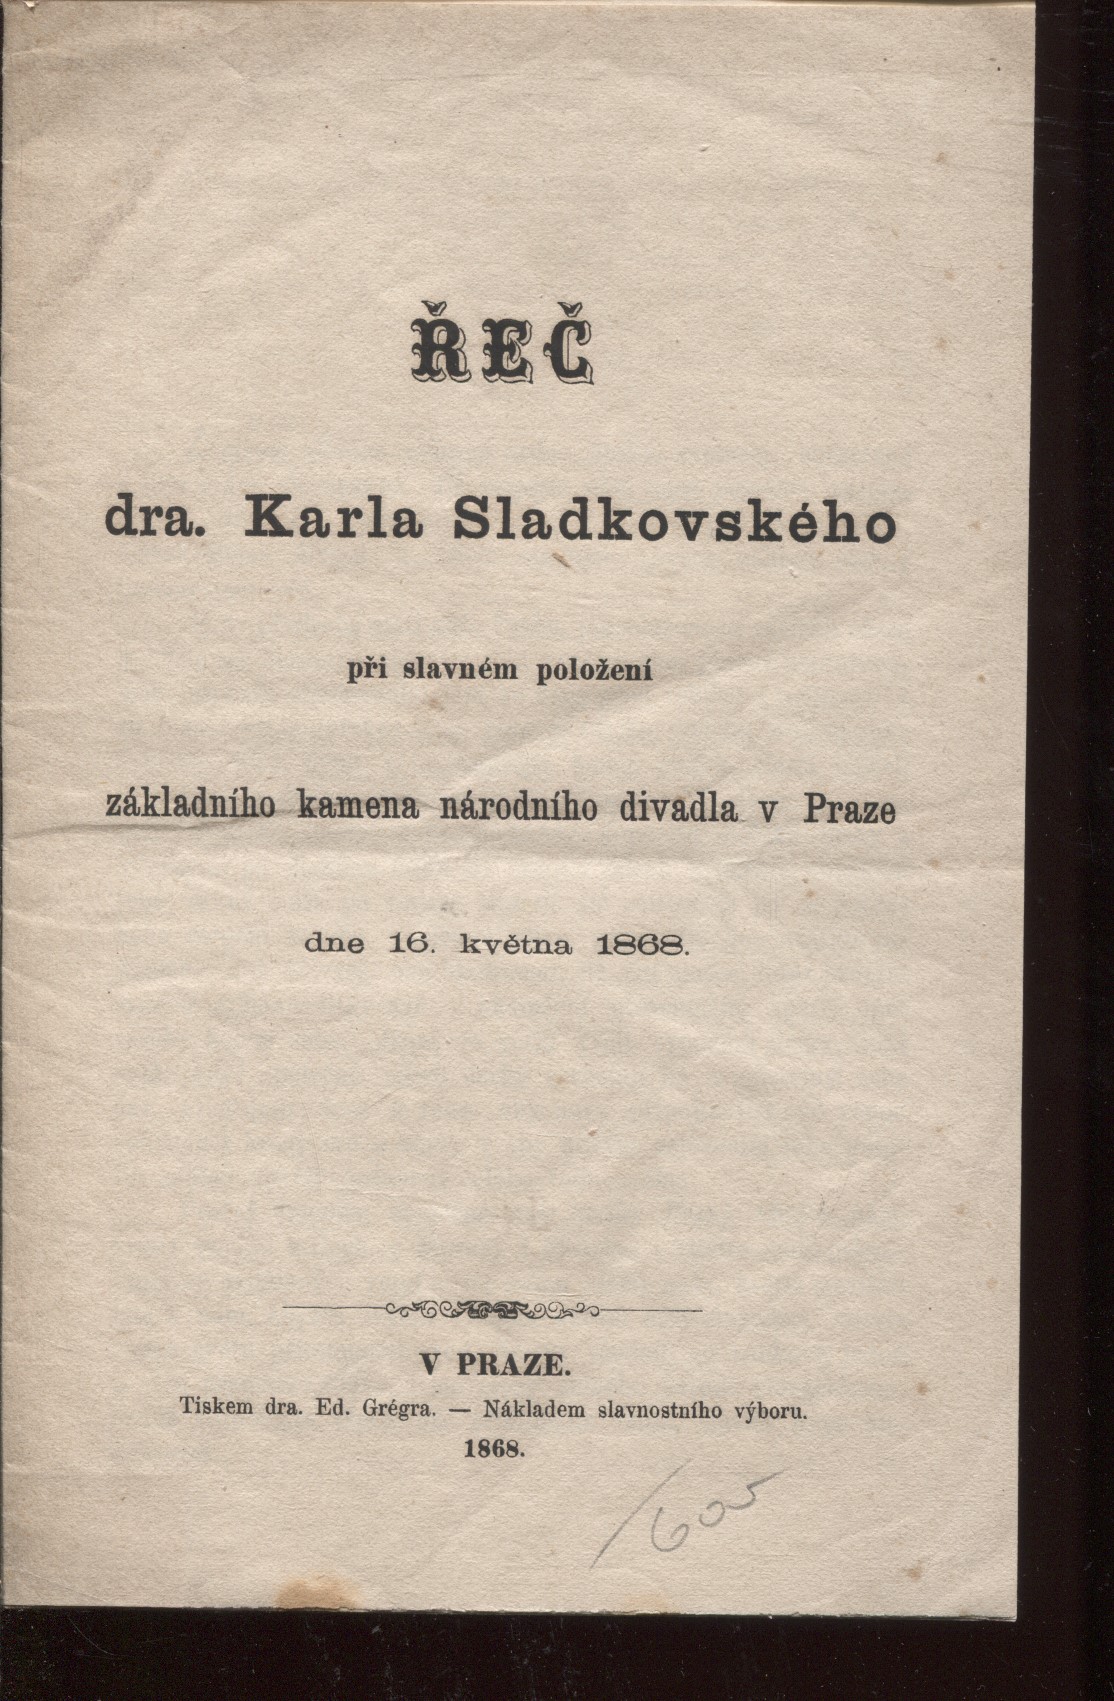 ŘEČ
dra. Karla Sladkovského
při slavném položení
základního kamena národního divadla v Praze
dne 16. května 1868.
V PRAZE.
Tiskem dra. Ed. Grégra. — Nákladem slavnostního výboru.
1868.